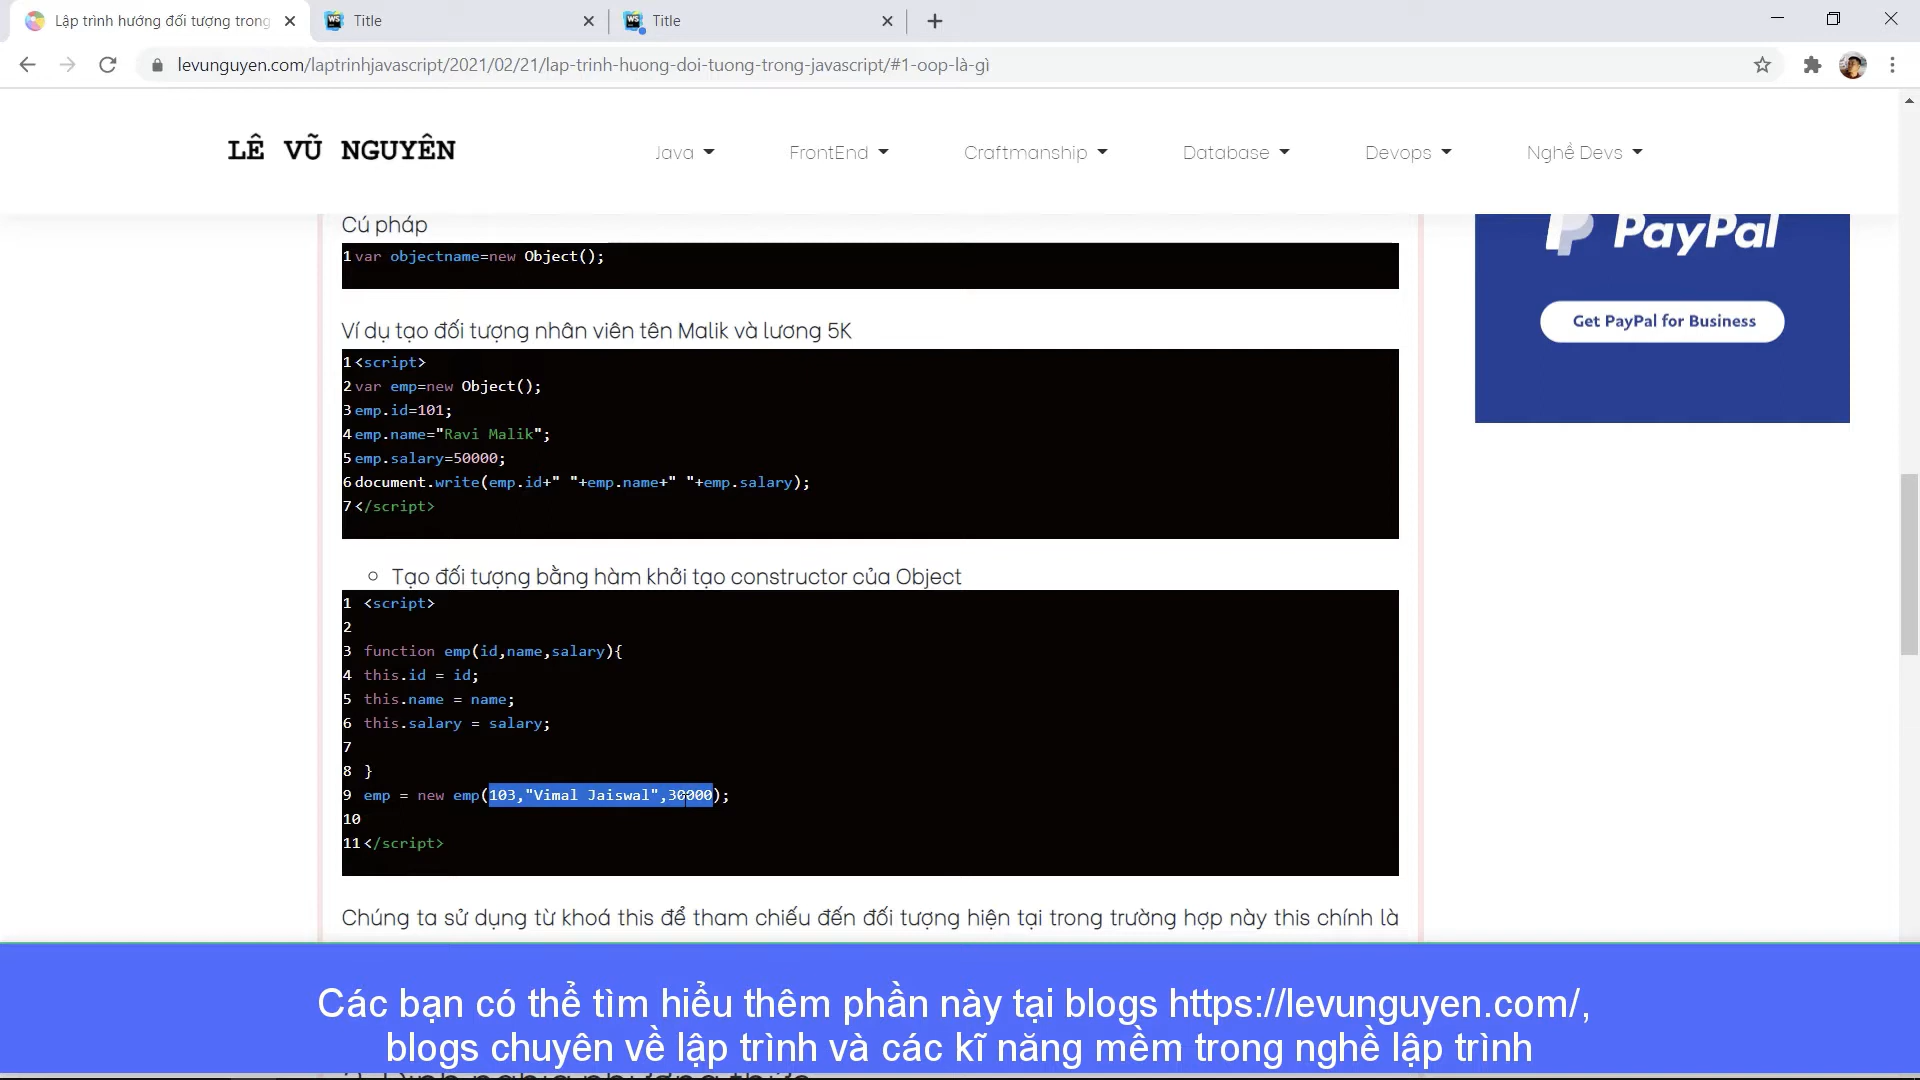 Lập trình hướng đối tượng trong
Title
Title
levunguyen.com/laptrinhjavascript/2021/02/21/lap-trinh-huong-doi-tuong-trong-javascript/#1-oop-là-gì
LÊ VŨ NGUYÊN
Java
FrontEnd
Craftmanship
Database
Devops
Nghề Devs
Cú pháp
1 var objectname=new Object();
PayPal
Get PayPal for Business
Ví dụ tạo đối tượng nhân viên tên Malik và lương 5K
1 <script>
2 var emp=new Object();
3 emp.id=101;
4 emp.name="Ravi Malik";
5 emp.salary=50000;
6 document.write(emp.id+" "+emp.name+" "+emp.salary);
7 </script>
Tạo đối tượng bằng hàm khởi tạo constructor của Object
1 <script>
2
3 function emp(id,name,salary){
4 this.id = id;
5 this.name = name;
6 this.salary = salary;
7
8 }
9 emp = new emp(103,"Vimal Jaiswal",30000);
10
11 </script>
Chúng ta sử dụng từ khoá this để tham chiếu đến đối tượng hiện tại trong trường hợp này this chính là
Các bạn có thể tìm hiểu thêm phần này tại blogs https://levunguyen.com/,
blogs chuyên về lập trình và các kĩ năng mềm trong nghề lập trình